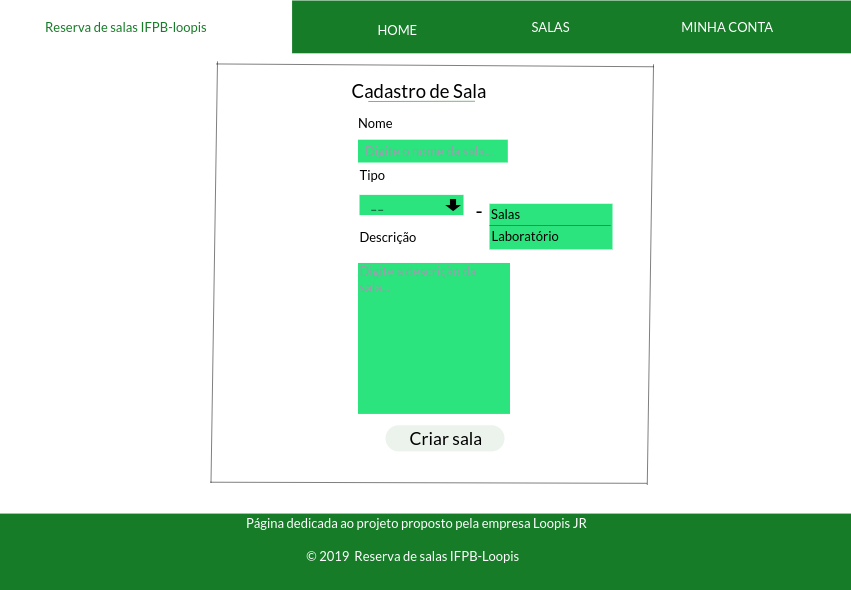 Reserva de salas IFPB-loopis
HOME
SALAS
MINHA CONTA
Cadastro de Sala
Nome
Digite o nome da sala
Tipo
__
-
Salas
Laboratório
Descrição
Digite a descrição da
sala
Criar sala
Página dedicada ao projeto proposto pela empresa Loopis JR
© 2019 Reserva de salas IFPB-Loopis